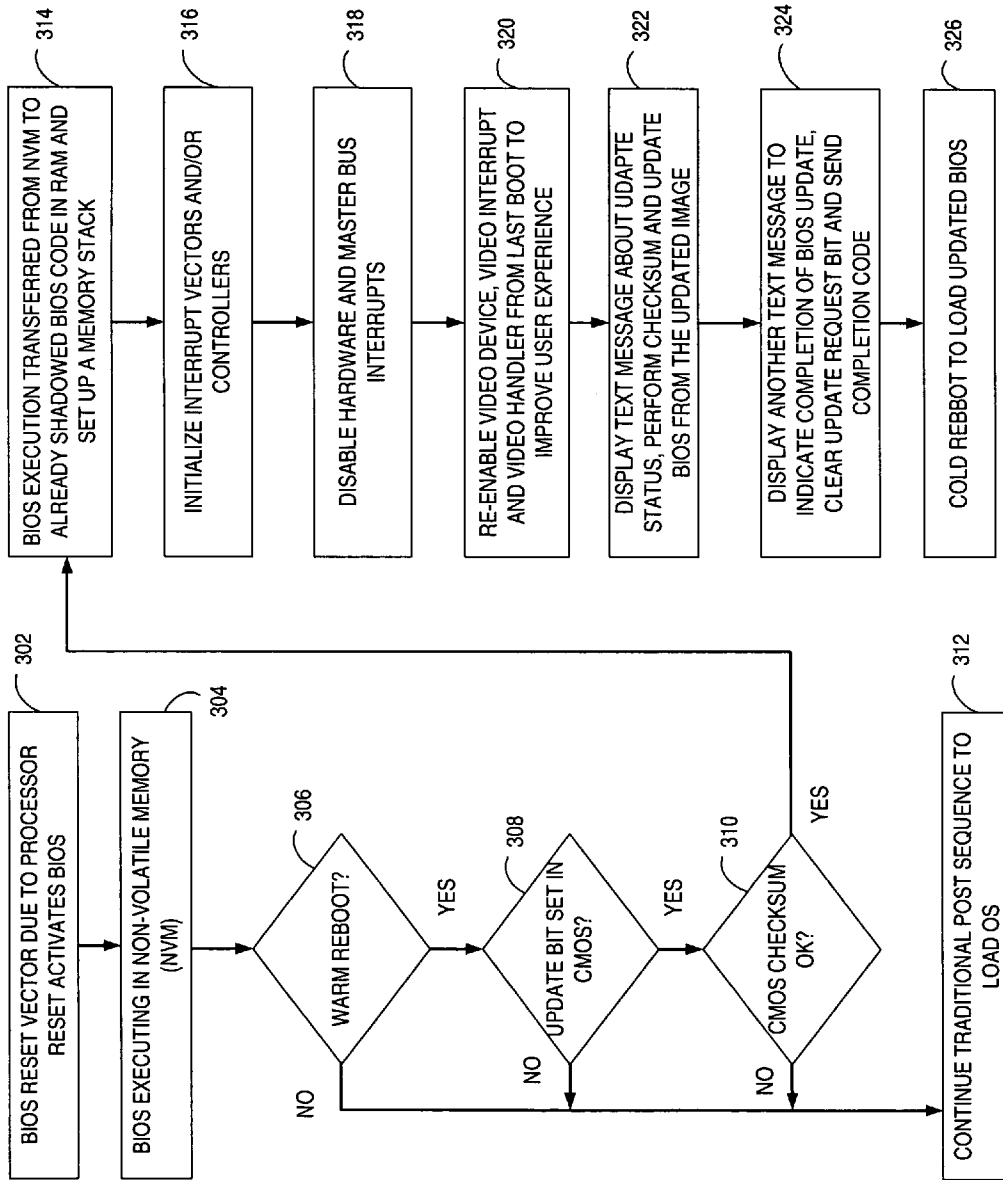 302
BIOS RESET VECTOR DUE TO PROCESSOR
RESET ACTIVATES BIOS
304
BIOS EXECUTING IN NON-VOLATILE MEMORY
(NVM)
306
WARM REBOOT?
NO
YES
308
UPDATE BIT SET IN
CMOS?
NO
YES
310
CMOS CHECKSUM
OK?
NO
YES
312
CONTINUE TRADITIONAL POST SEQUENCE TO
LOAD OS
314
BIOS EXECUTION TRANSFERRED FROM NVM TO
ALREADY SHADOWED BIOS CODE IN RAM AND
SET UP A MEMORY STACK
316
INITIALIZE INTERRUPT VECTORS AND/OR
CONTROLLERS
318
DISABLE HARDWARE AND MASTER BUS
INTERRUPTS
320
RE-ENABLE VIDEO DEVICE, VIDEO INTERRUPT
AND VIDEO HANDLER FROM LAST BOOT TO
IMPROVE USER EXPERIENCE
322
DISPLAY TEXT MESSAGE ABOUT UDAPTE
STATUS, PERFORM CHECKSUM AND UPDATE
BIOS FROM THE UPDATED IMAGE
324
DISPLAY ANOTHER TEXT MESSAGE TO
INDICATE COMPLETION OF BIOS UPDATE,
CLEAR UPDATE REQUEST BIT AND SEND
COMPLETION CODE
326
COLD REBBOT TO LOAD UPDATED BIOS